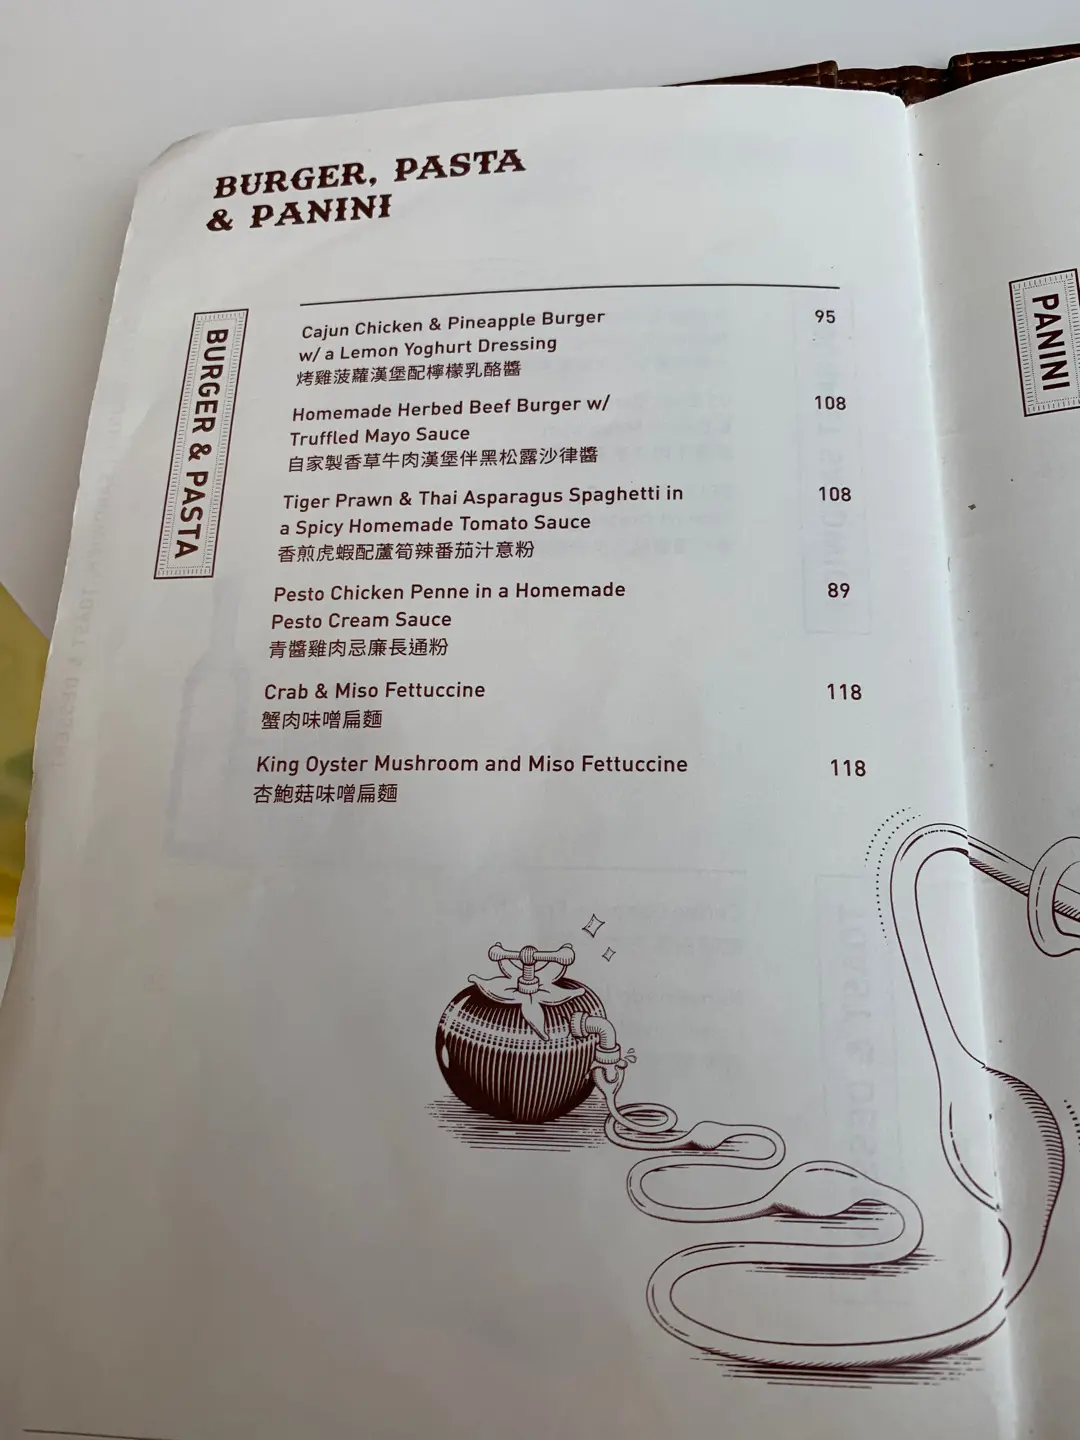 BURGER, PASTA
& PANINI
BURGER & PASTA
Cajun Chicken & Pineapple Burger
w/ a Lemon Yoghurt Dressing
95
烤雞菠蘿漢堡配檸檬乳酪醬
Homemade Herbed Beef Burger w/
Truffled Mayo Sauce
108
自家製香草牛肉漢堡伴黑松露沙律醬
Tiger Prawn & Thai Asparagus Spaghetti in
a Spicy Homemade Tomato Sauce
108
香煎虎蝦配蘆筍辣番茄汁意粉
Pesto Chicken Penne in a Homemade
Pesto Cream Sauce
89
青醬雞肉忌廉長通粉
Crab & Miso Fettuccine
118
蟹肉味噌扁麵
King Oyster Mushroom and Miso Fettuccine
118
杏鮑菇味噌扁麵
PANINI